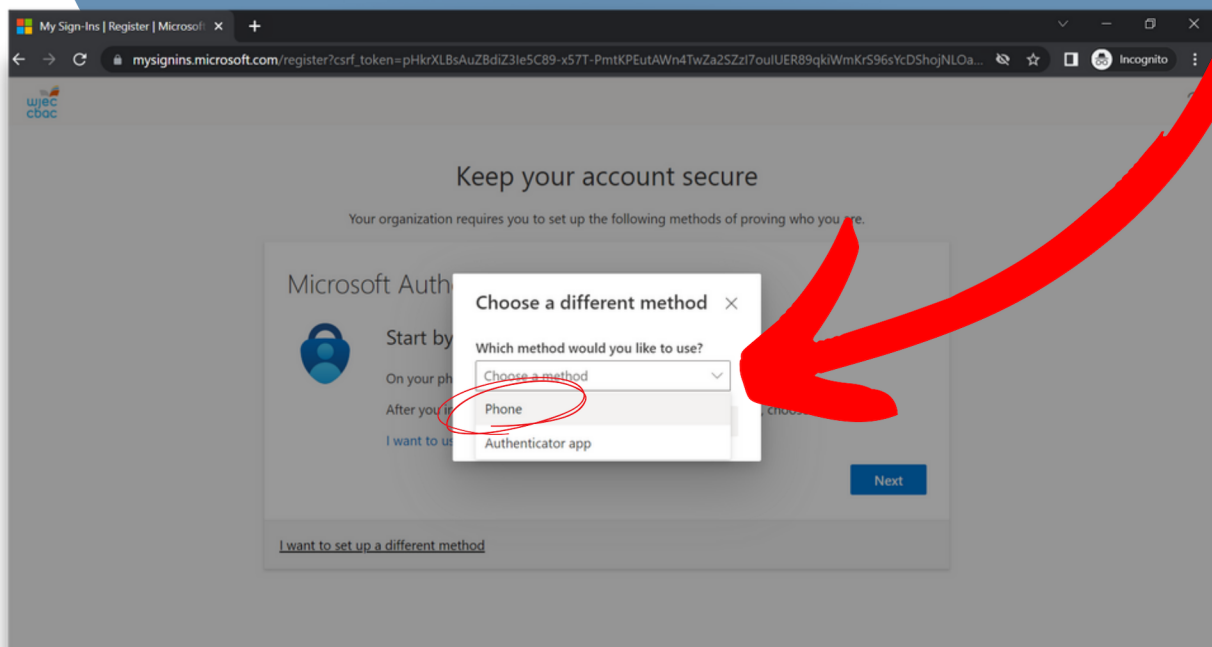 My Sign-Ins | Register | Microsoft
mysignins.microsoft.com/register?csrf_token=pHkrXLBsAuZBdiZ3Ie5C89-x57T-PmtKPEutAWn4TwZa2SZzI7ouIUER89qkiWmKrS96sYcDShojNLOa...
Incognito
wjec
cbac
Keep your account secure
Your organization requires you to set up the following methods of proving who you are.
Microsoft Auth
Choose a different method
Start by
Which method would you like to use?
On your ph
Choose a method
After you in
Phone
, choose
I want to us
Authenticator app
Next
I want to set up a different method